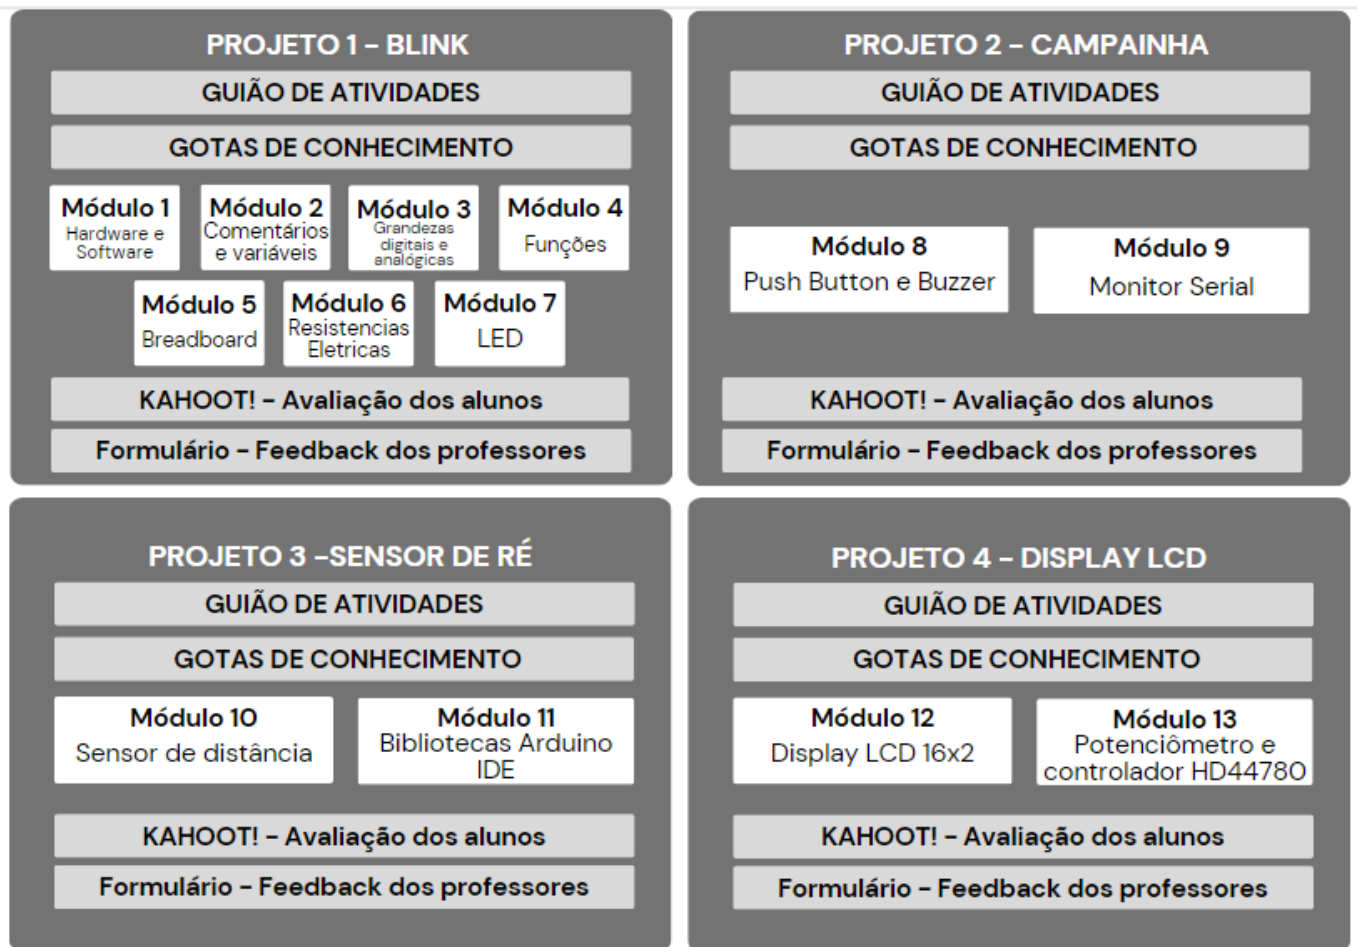 PROJETO 1 – BLINK
GUIÃO DE ATIVIDADES
GOTAS DE CONHECIMENTO
Módulo 1
Hardware e
Software
Módulo 2
Comentários
e variáveis
Módulo 3
Grandezas
digitais e
analógicas
Módulo 4
Funções
Módulo 5
Breadboard
Módulo 6
Resistencias
Eletricas
Módulo 7
LED
KAHOOT! – Avaliação dos alunos
Formulário – Feedback dos professores
PROJETO 2 – CAMPAINHA
GUIÃO DE ATIVIDADES
GOTAS DE CONHECIMENTO
Módulo 8
Push Button e Buzzer
Módulo 9
Monitor Serial
KAHOOT! – Avaliação dos alunos
Formulário – Feedback dos professores
PROJETO 3 –SENSOR DE RÉ
GUIÃO DE ATIVIDADES
GOTAS DE CONHECIMENTO
Módulo 10
Sensor de distância
Módulo 11
Bibliotecas Arduino
IDE
KAHOOT! – Avaliação dos alunos
Formulário – Feedback dos professores
PROJETO 4 – DISPLAY LCD
GUIÃO DE ATIVIDADES
GOTAS DE CONHECIMENTO
Módulo 12
Display LCD 16x2
Módulo 13
Potenciômetro e
controlador HD44780
KAHOOT! – Avaliação dos alunos
Formulário – Feedback dos professores